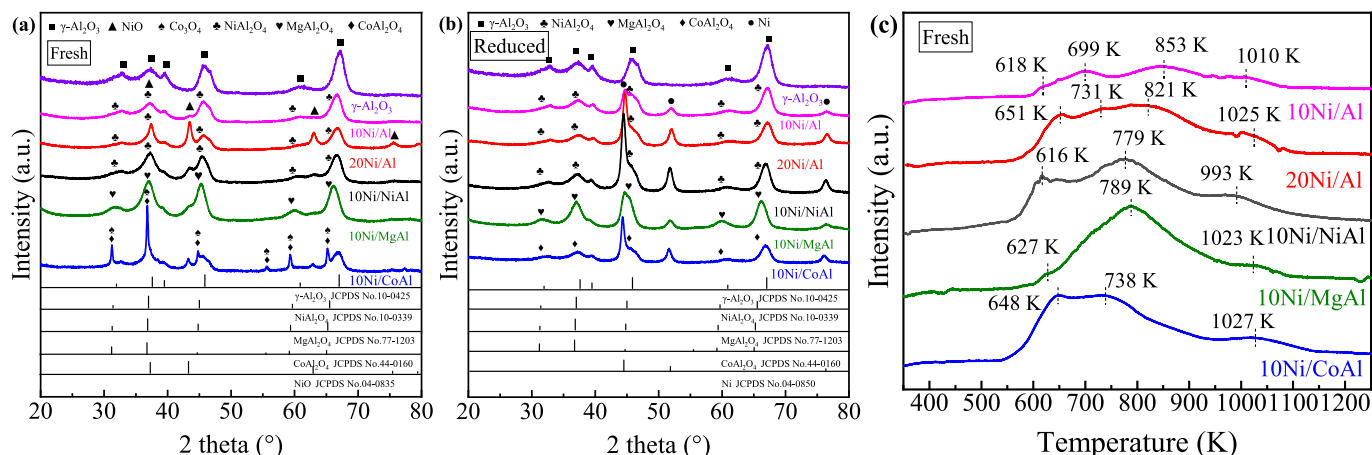 (a)
■ γ-Al₂O₃ ▲ NiO ♠ Co₃O₄ ♣ NiAl₂O₄ ♥ MgAl₂O₄ ♦ CoAl₂O₄
Fresh
γ-Al₂O₃
10Ni/Al
20Ni/Al
10Ni/NiAl
10Ni/MgAl
10Ni/CoAl
γ-Al₂O₃ JCPDS No.10-0425
NiAl₂O₄ JCPDS No.10-0339
MgAl₂O₄ JCPDS No.77-1203
CoAl₂O₄ JCPDS No.44-0160
NiO JCPDS No.04-0835
Intensity (a.u.)
20 30 40 50 60 70 80
2 theta (°)
(b)
■ γ-Al₂O₃ ♣ NiAl₂O₄ ♥ MgAl₂O₄ ♦ CoAl₂O₄ ● Ni
Reduced
γ-Al₂O₃
10Ni/Al
20Ni/Al
10Ni/NiAl
10Ni/MgAl
10Ni/CoAl
γ-Al₂O₃ JCPDS No.10-0425
NiAl₂O₄ JCPDS No.10-0339
MgAl₂O₄ JCPDS No.77-1203
CoAl₂O₄ JCPDS No.44-0160
Ni JCPDS No.04-0850
Intensity (a.u.)
20 30 40 50 60 70 80
2 theta (°)
(c)
Fresh
618 K 699 K 853 K 1010 K
10Ni/Al
651 K 731 K 821 K 1025 K
20Ni/Al
616 K 779 K 993 K
10Ni/NiAl
627 K 789 K 1023 K
10Ni/MgAl
648 K 738 K 1027 K
10Ni/CoAl
Intensity (a.u.)
400 500 600 700 800 900 1000 1100 1200
Temperature (K)